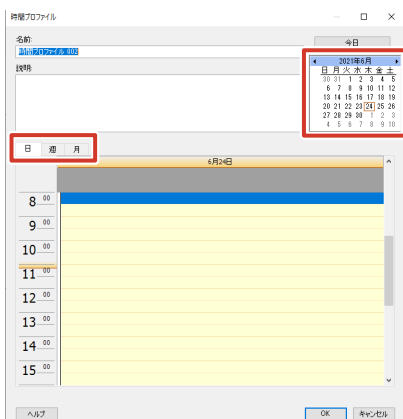 時間プロファイル
名前:
時間プロファイル 002
今日
2021年6月
日 月 火 水 木 金 土
30 31 1 2 3 4 5
6 7 8 9 10 11 12
13 14 15 16 17 18 19
20 21 22 23 24 25 26
27 28 29 30 1 2 3
4 5 6 7 8 9 10
説明:
日 週 月
6月24日
8 00
9 00
10 00
11 00
12 00
13 00
14 00
15 00
ヘルプ
OK
キャンセル